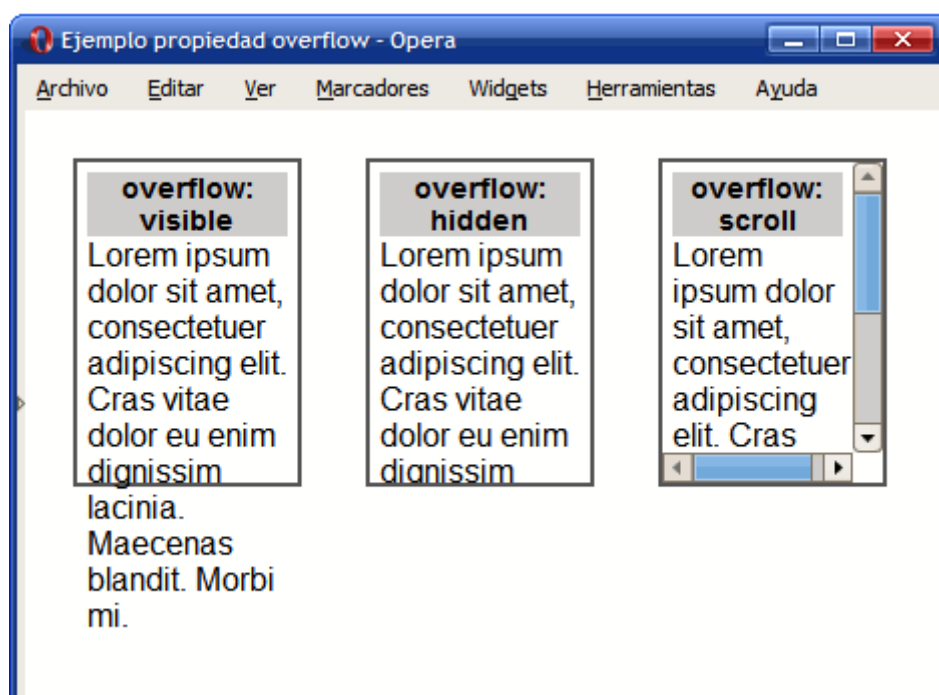 Ejemplo propiedad overflow - Opera
Archivo Editar Ver Marcadores Widgets Herramientas Ayuda
overflow:
visible
Lorem ipsum
dolor sit amet,
consectetuer
adipiscing elit.
Cras vitae
dolor eu enim
dignissim
lacinia.
Maecenas
blandit. Morbi
mi.
overflow:
hidden
Lorem ipsum
dolor sit amet,
consectetuer
adipiscing elit.
Cras vitae
dolor eu enim
dignissim
overflow:
scroll
Lorem
ipsum dolor
sit amet,
consectetuer
adipiscing
elit. Cras